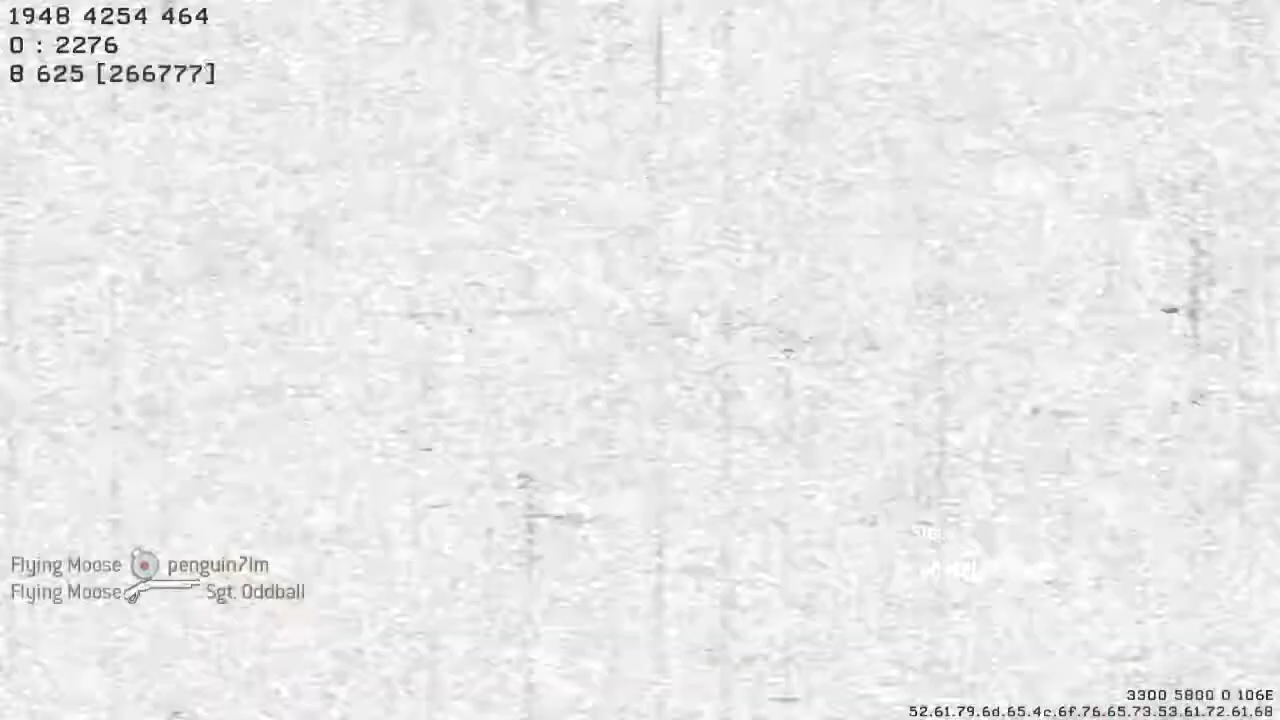 1948 4254 464
0 : 2276
8 625 [266777]
Flying Moose penguin7lm
Flying Moose Sgt. Oddball
3300 5800 0 106E
52.61.79.6d.65.4c.6f.76.65.73.53.61.72.61.68